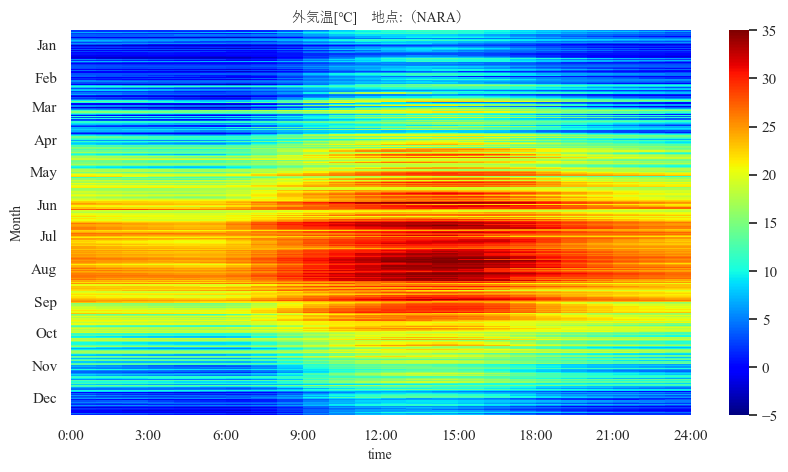 外気温[℃]　地点:（NARA）
Jan
Feb
Mar
Apr
May
Jun
Jul
Aug
Sep
Oct
Nov
Dec
Month
0:00 3:00 6:00 9:00 12:00 15:00 18:00 21:00 24:00
time
35
30
25
20
15
10
5
0
−5